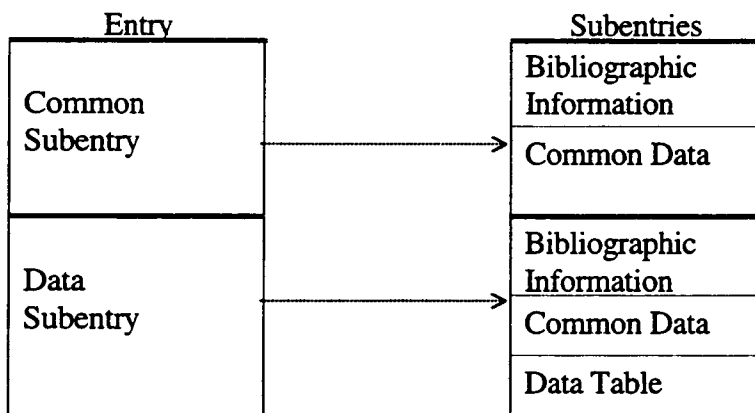 Entry
Common
Subentry
Data
Subentry
Subentries
Bibliographic
Information
Common Data
Bibliographic
Information
Common Data
Data Table